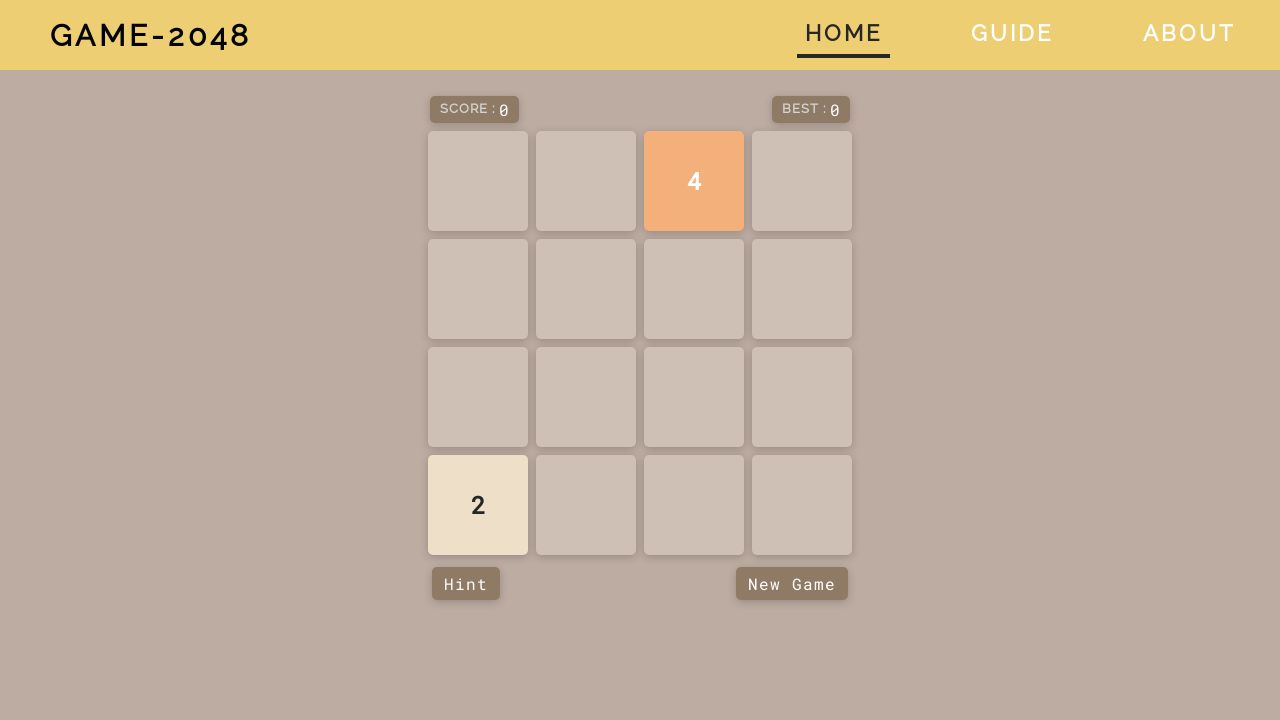 GAME-2048
HOME GUIDE ABOUT
SCORE : 0
BEST : 0
4
2
Hint
New Game